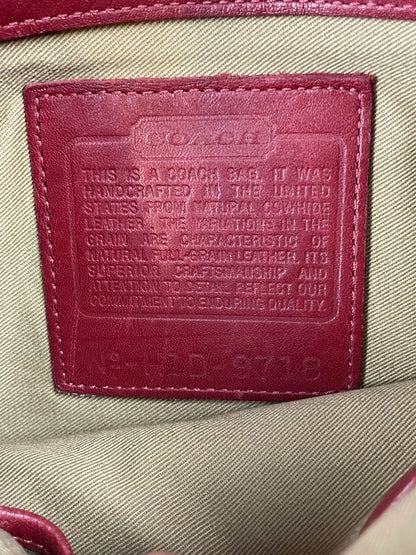 COACH
THIS IS A COACH BAG. IT WAS
HANDCRAFTED IN THE UNITED
STATES FROM NATURAL COWHIDE
LEATHER. THE VARIATIONS IN THE
GRAIN ARE CHARACTERISTIC OF
NATURAL FULL-GRAIN LEATHER. ITS
SUPERIOR CRAFTSMANSHIP AND
ATTENTION TO DETAIL REFLECT OUR
COMMITMENT TO ENDURING QUALITY.